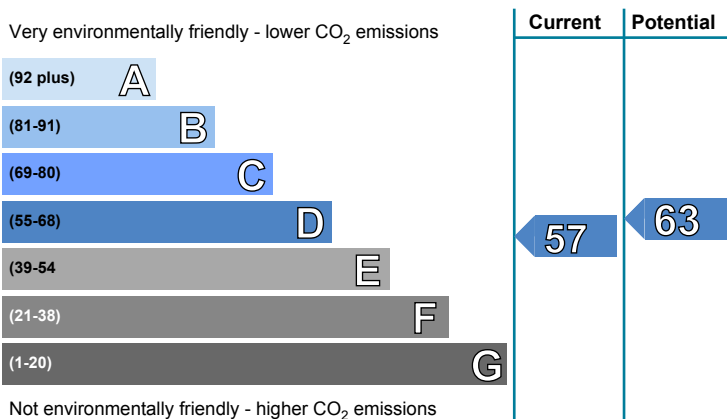 Current Potential
Very environmentally friendly - lower CO2 emissions
(92 plus) A
(81-91) B
(69-80) C
(55-68) D
63
57
(39-54 E
(21-38) F
(1-20) G
Not environmentally friendly - higher CO2 emissions